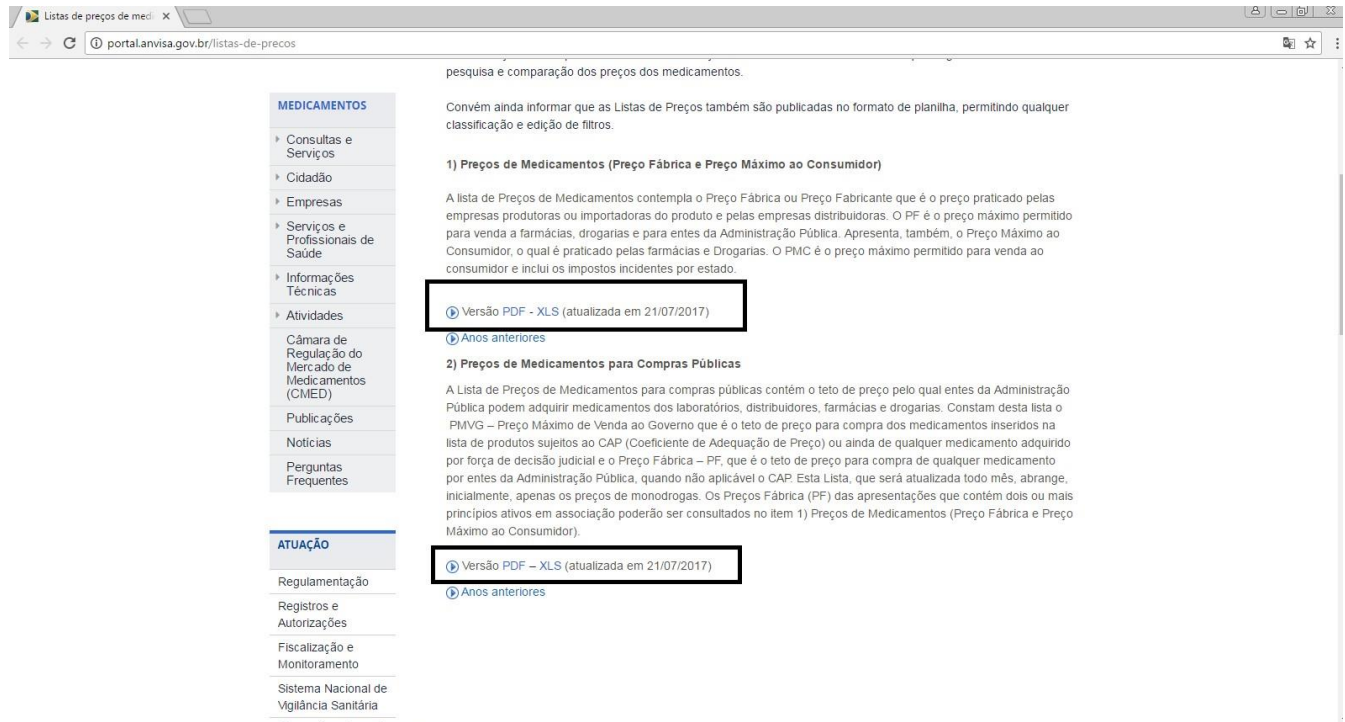 Listas de preços de med
portal.anvisa.gov.br/listas-de-precos
pesquisa e comparação dos preços dos medicamentos.
Convém ainda informar que as Listas de Preços também são publicadas no formato de planilha, permitindo qualquer
classificação e edição de filtros.
1) Preços de Medicamentos (Preço Fábrica e Preço Máximo ao Consumidor)
A lista de Preços de Medicamentos contempla o Preço Fábrica ou Preço Fabricante que é o preço praticado pelas
empresas produtoras ou importadoras do produto e pelas empresas distribuidoras. O PF é o preço máximo permitido
para venda a farmácias, drogarias e para entes da Administração Pública. Apresenta, também, o Preço Máximo ao
Consumidor, o qual é praticado pelas farmácias e Drogarias. O PMC é o preço máximo permitido para venda ao
consumidor e inclui os impostos incidentes por estado.
Versão PDF - XLS (atualizada em 21/07/2017)
Anos anteriores
2) Preços de Medicamentos para Compras Públicas
A Lista de Preços de Medicamentos para compras públicas contém o teto de preço pelo qual entes da Administração
Pública podem adquirir medicamentos dos laboratórios, distribuidores, farmácias e drogarias. Constam desta lista o
PMVG – Preço Máximo de Venda ao Governo que é o teto de preço para compra dos medicamentos inseridos na
lista de produtos sujeitos ao CAP (Coeficiente de Adequação de Preço) ou ainda de qualquer medicamento adquirido
por força de decisão judicial e o Preço Fábrica – PF, que é o teto de preço para compra de qualquer medicamento
por entes da Administração Pública, quando não aplicável o CAP. Esta Lista, que será atualizada todo mês, abrange,
inicialmente, apenas os preços de monodrogas. Os Preços Fábrica (PF) das apresentações que contém dois ou mais
princípios ativos em associação poderão ser consultados no item 1) Preços de Medicamentos (Preço Fábrica e Preço
Máximo ao Consumidor).
Versão PDF – XLS (atualizada em 21/07/2017)
Anos anteriores
MEDICAMENTOS
Consultas e
Serviços
Cidadão
Empresas
Serviços e
Profissionais de
Saúde
Informações
Técnicas
Atividades
Câmara de
Regulação do
Mercado de
Medicamentos
(CMED)
Publicações
Notícias
Perguntas
Frequentes
ATUAÇÃO
Regulamentação
Registros e
Autorizações
Fiscalização e
Monitoramento
Sistema Nacional de
Vigilância Sanitária